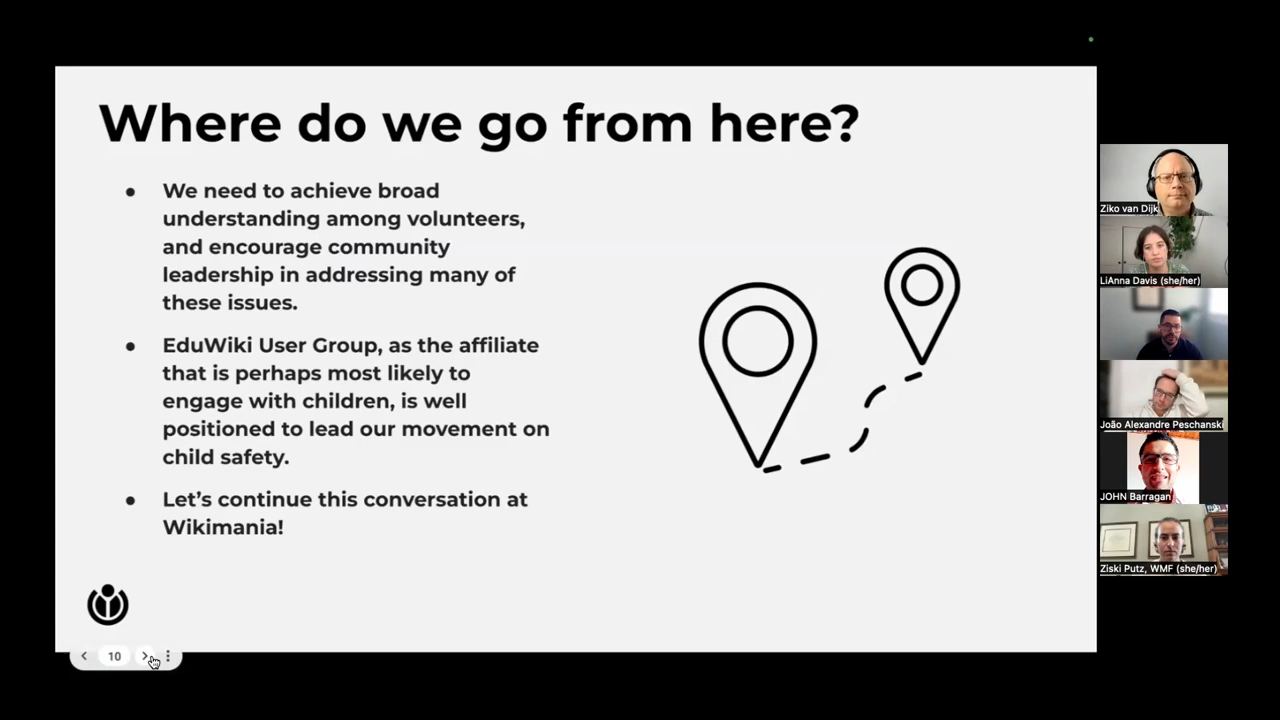 Where do we go from here?
● We need to achieve broad
understanding among volunteers,
and encourage community
leadership in addressing many of
these issues.
● EduWiki User Group, as the affiliate
that is perhaps most likely to
engage with children, is well
positioned to lead our movement on
child safety.
● Let’s continue this conversation at
Wikimania!
10
Ziko van Dijk
LiAnna Davis (she/her)
João Alexandre Peschanski
JOHN Barragan
Ziski Putz, WMF (she/her)